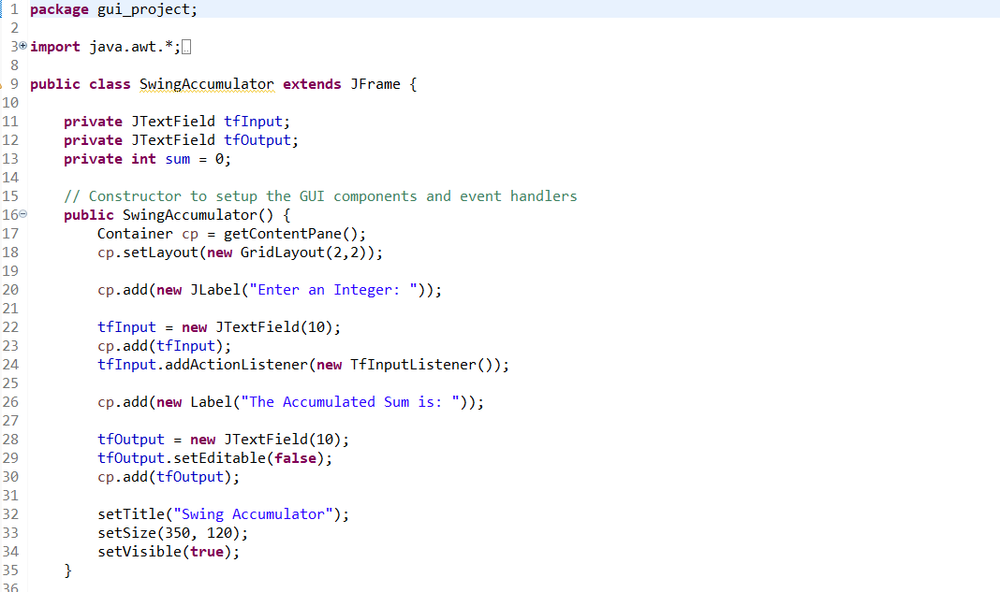 1 package gui_project;
2
3 import java.awt.*;
8
9 public class SwingAccumulator extends JFrame {
10
11     private JTextField tfInput;
12     private JTextField tfOutput;
13     private int sum = 0;
14
15     // Constructor to setup the GUI components and event handlers
16     public SwingAccumulator() {
17         Container cp = getContentPane();
18         cp.setLayout(new GridLayout(2,2));
19
20         cp.add(new JLabel("Enter an Integer: "));
21
22         tfInput = new JTextField(10);
23         cp.add(tfInput);
24         tfInput.addActionListener(new TfInputListener());
25
26         cp.add(new Label("The Accumulated Sum is: "));
27
28         tfOutput = new JTextField(10);
29         tfOutput.setEditable(false);
30         cp.add(tfOutput);
31
32         setTitle("Swing Accumulator");
33         setSize(350, 120);
34         setVisible(true);
35     }
36